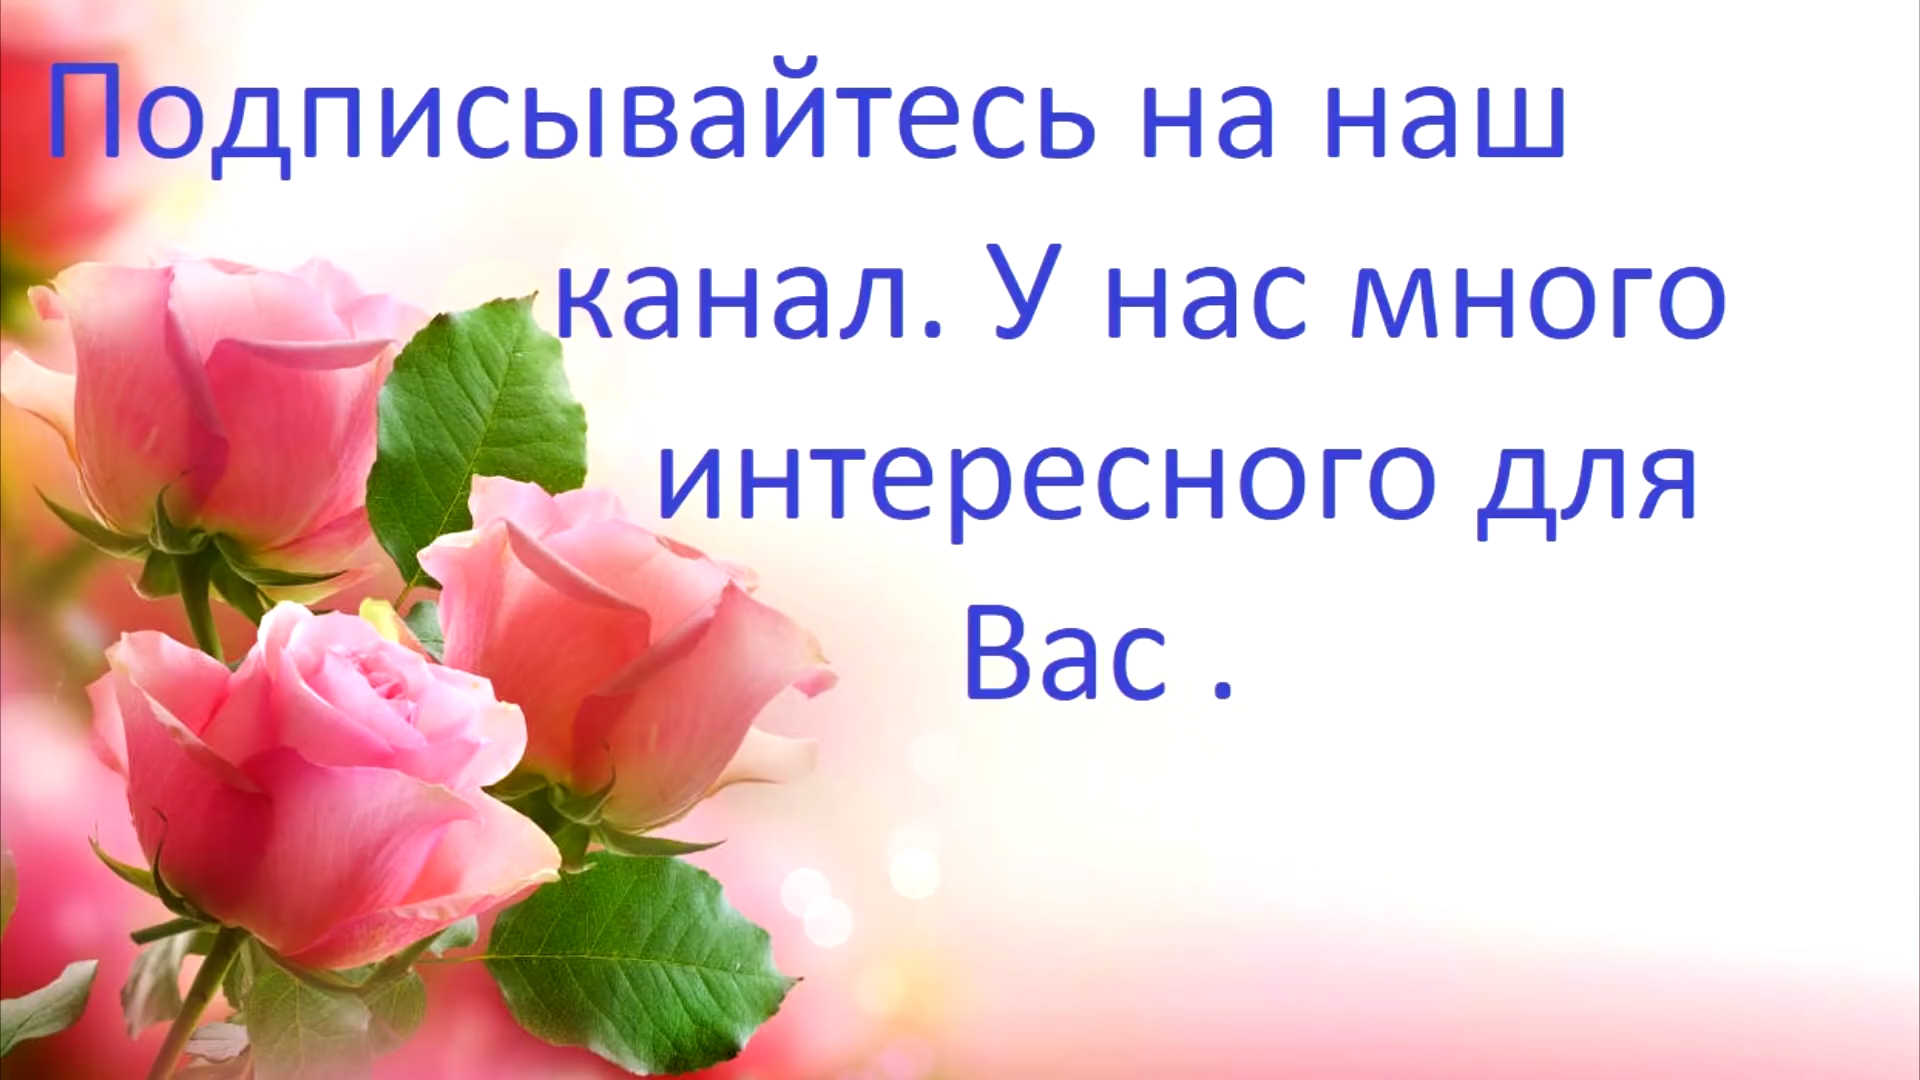 Подписывайтесь на наш
канал. У нас много
интересного для
Вас .